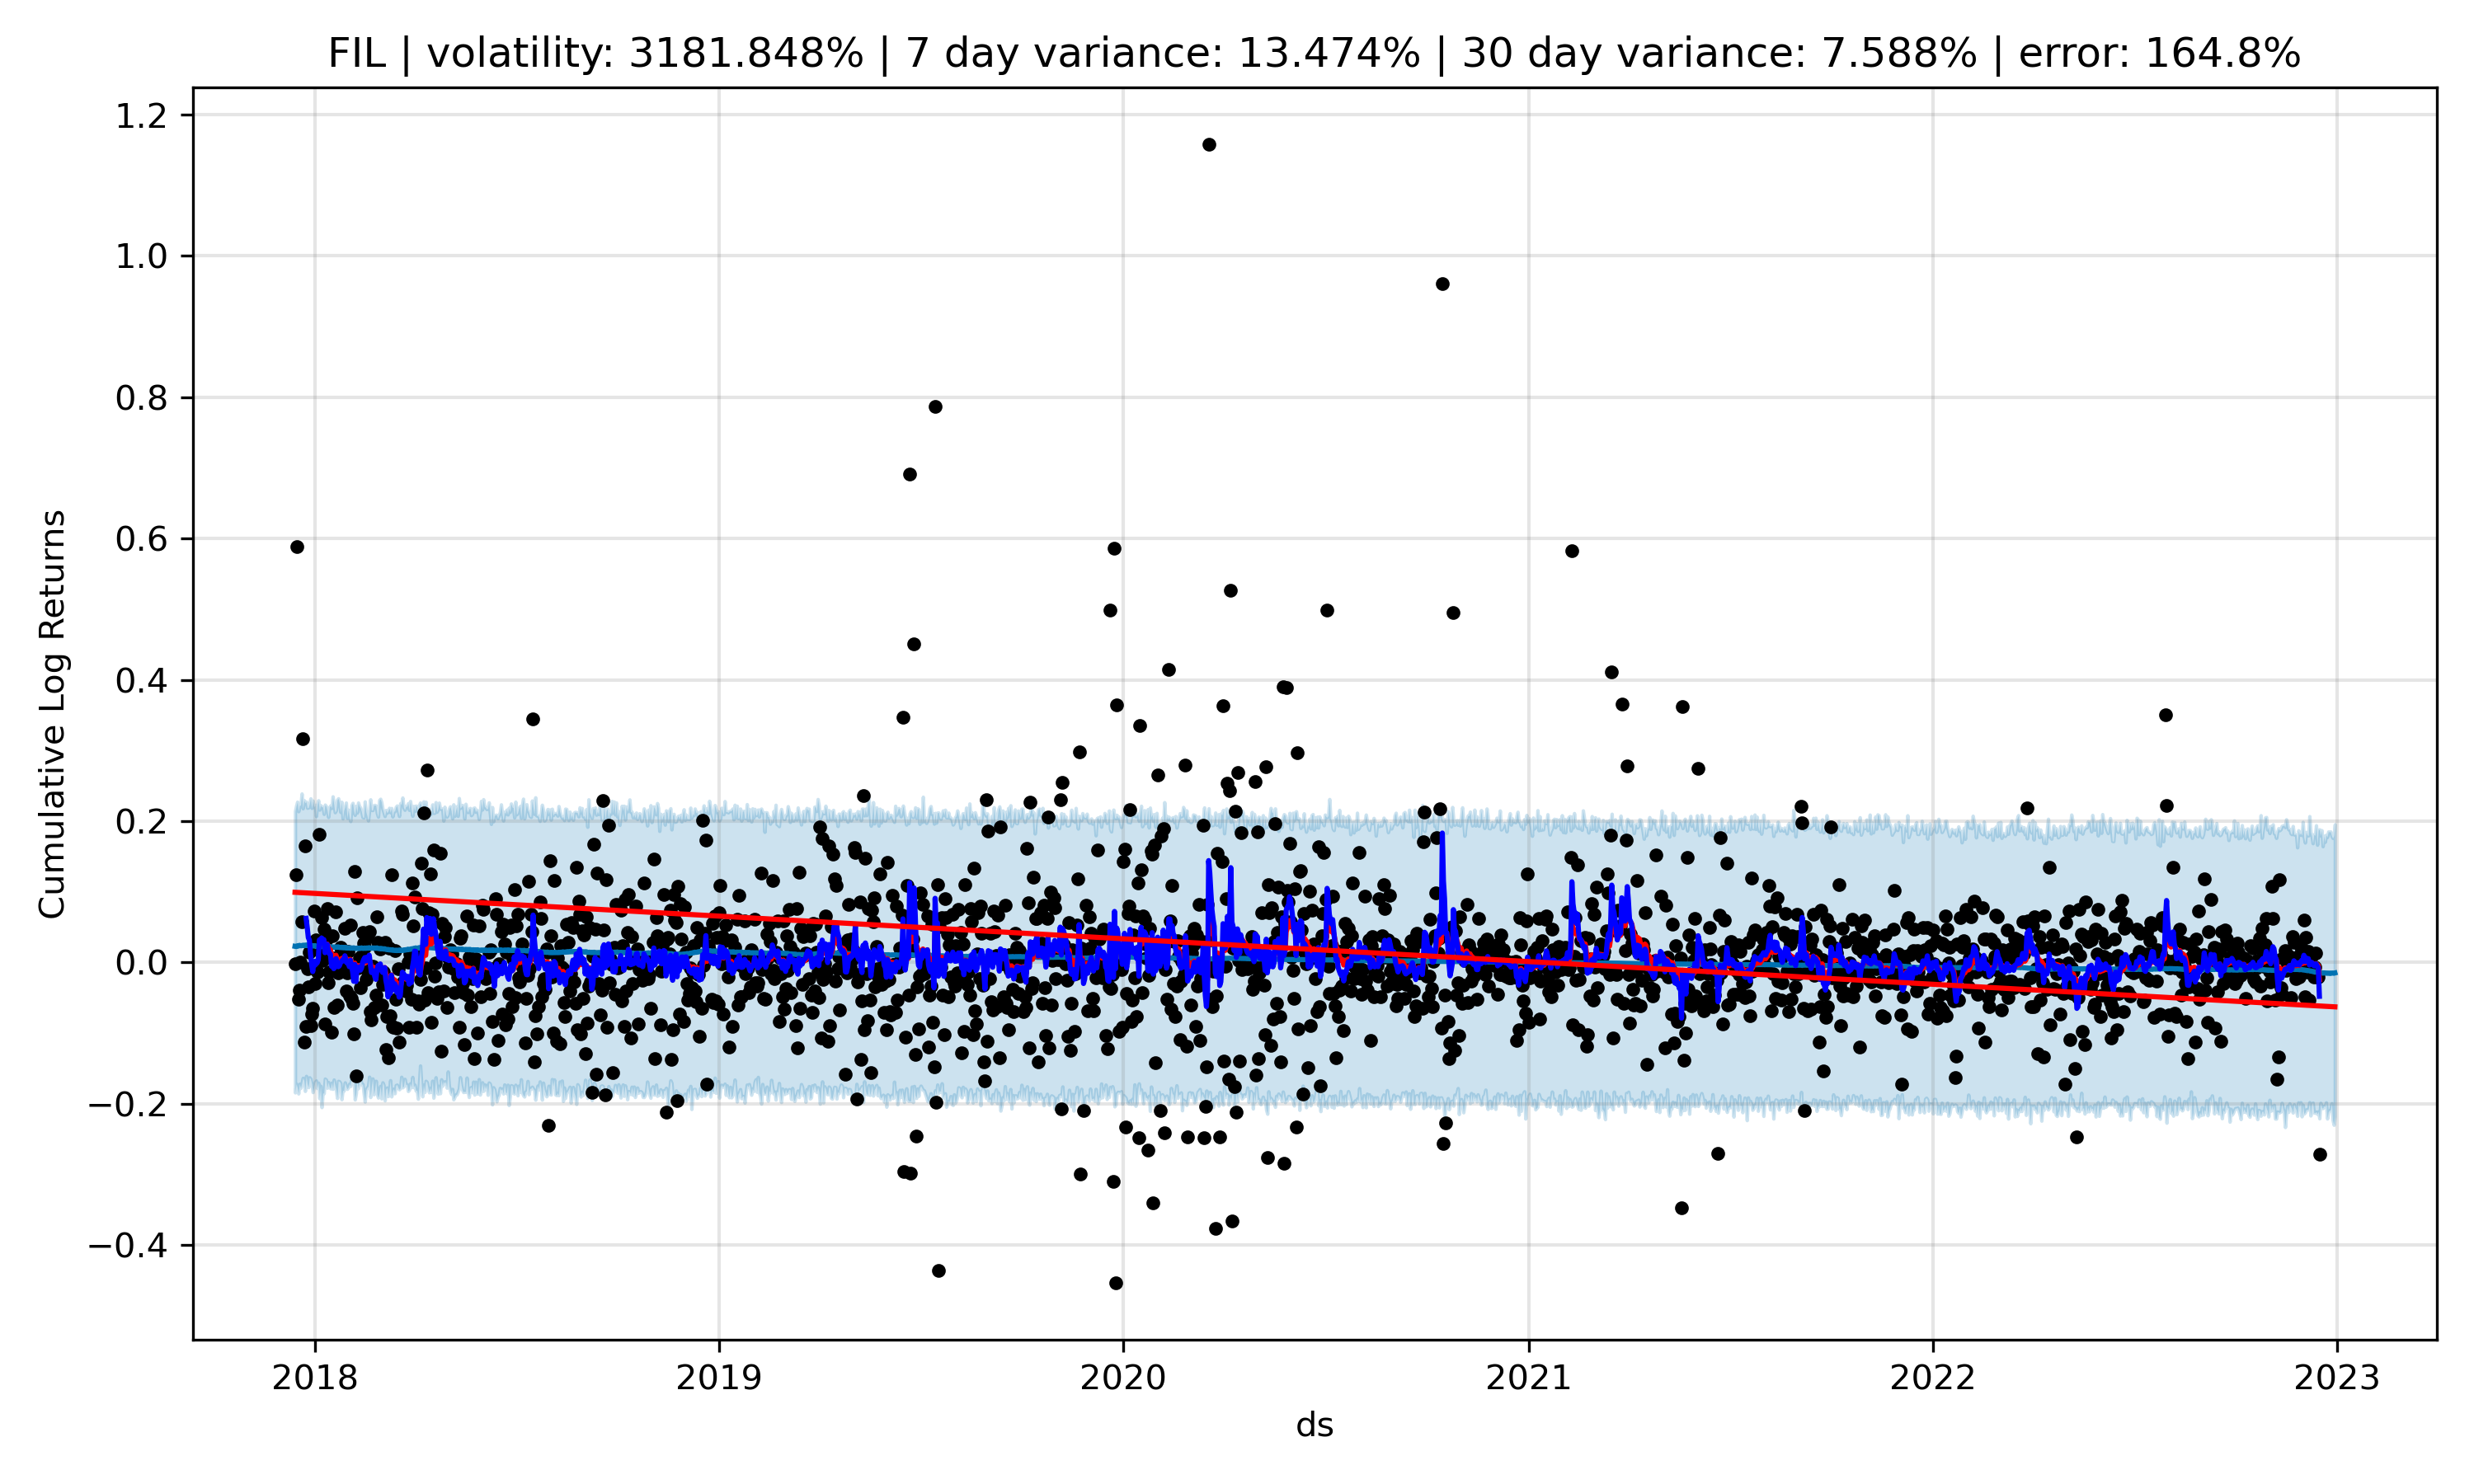 FIL | volatility: 3181.848% | 7 day variance: 13.474% | 30 day variance: 7.588% | error: 164.8%
1.2
1.0
0.8
0.6
0.4
0.2
0.0
−0.2
−0.4
Cumulative Log Returns
2018 2019 2020 2021 2022 2023
ds